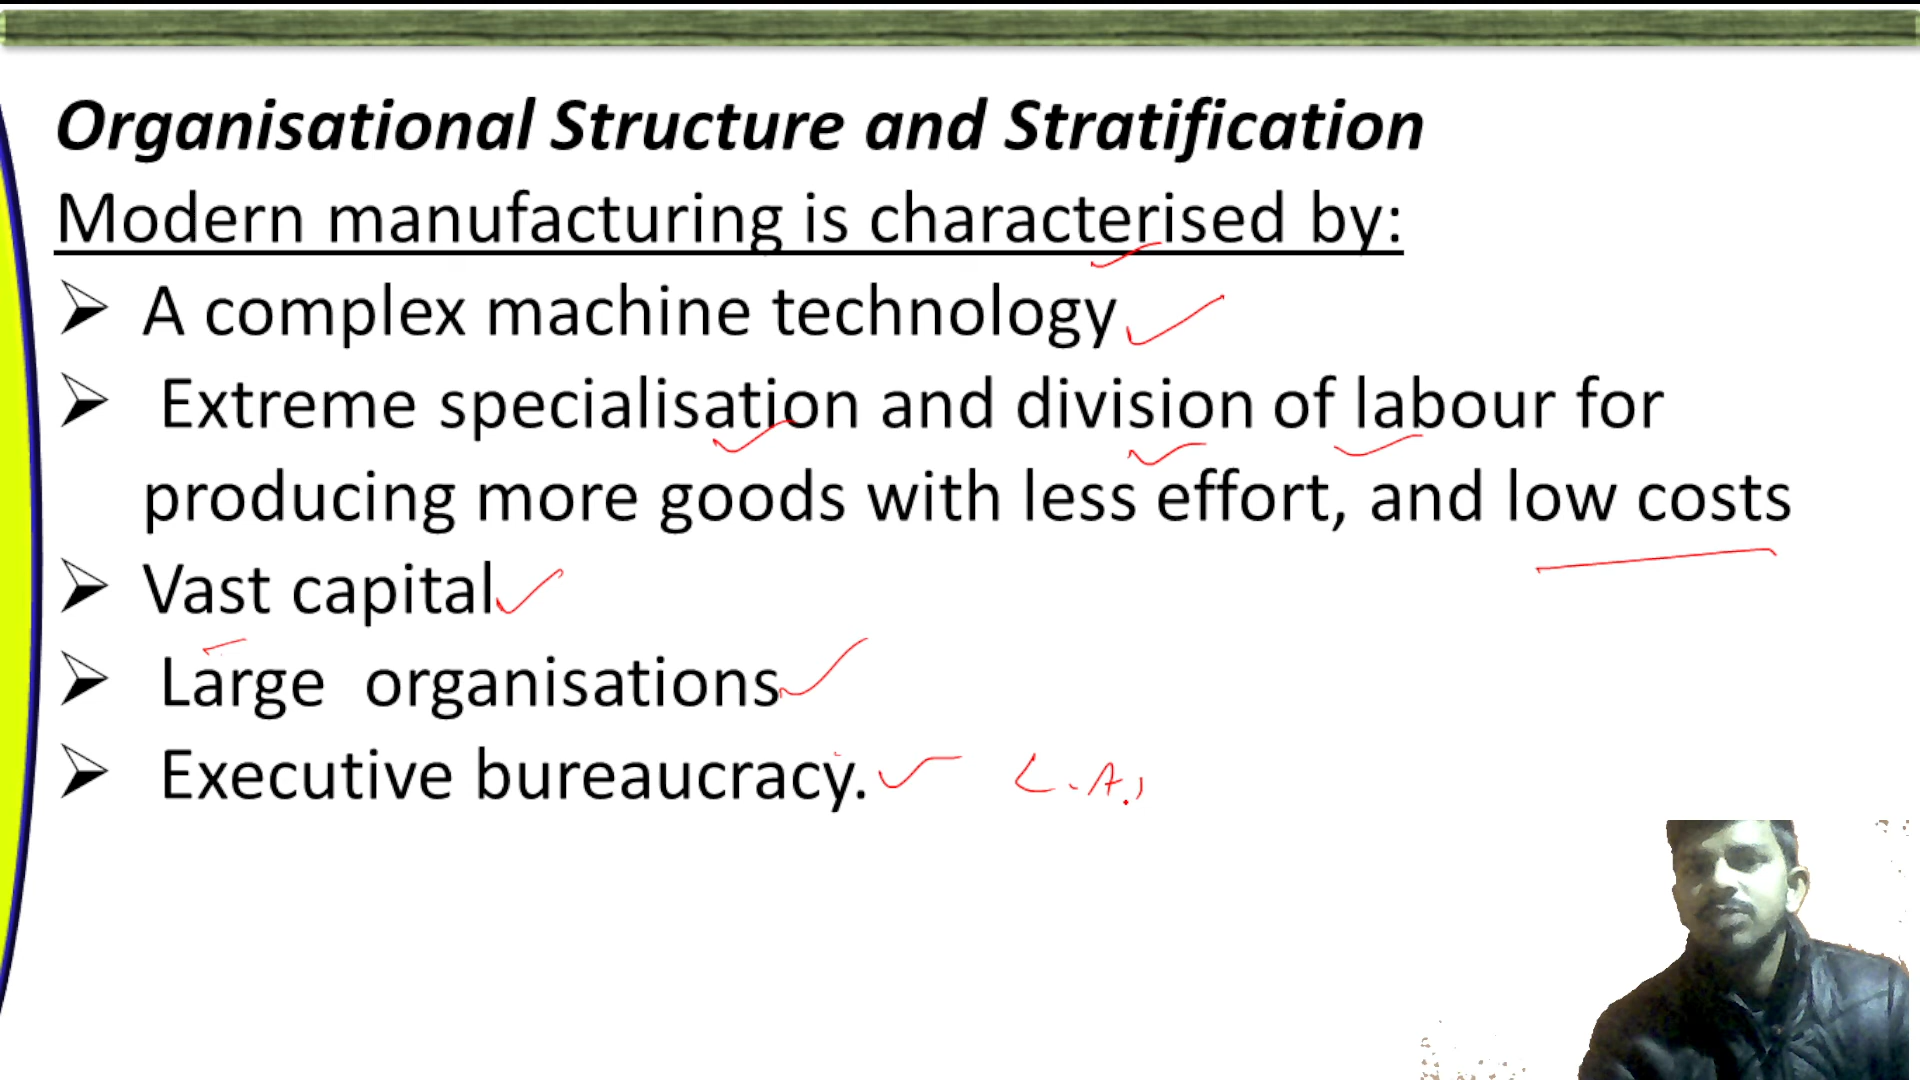 Organisational Structure and Stratification
Modern manufacturing is characterised by:
➢ A complex machine technology
➢ Extreme specialisation and division of labour for
producing more goods with less effort, and low costs
➢ Vast capital
➢ Large organisations
➢ Executive bureaucracy.